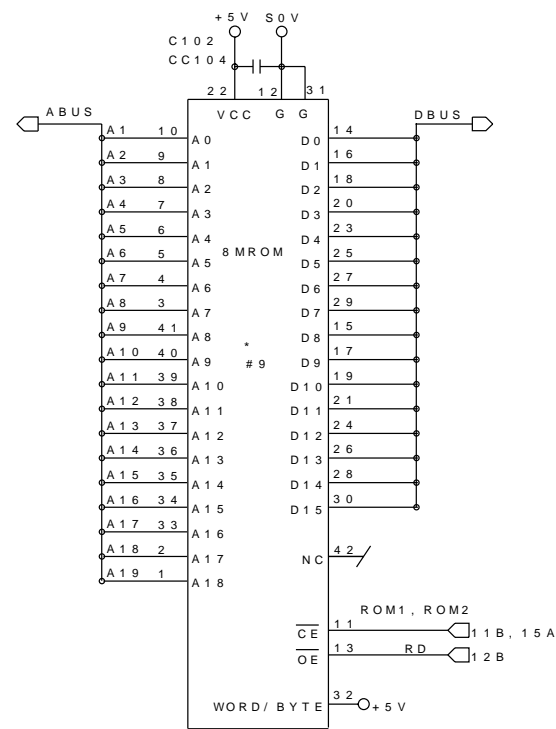 +5V S0V
C102
CC104
22 12 31
ABUS VCC G G DBUS
A1 10 A0 D0 14
A2 9 A1 D1 16
A3 8 A2 D2 18
A4 7 A3 D3 20
A5 6 A4 D4 23
8MROM
A6 5 A5 D5 25
A7 4 A6 D6 27
A8 3 A7 D7 29
A9 41 A8 D8 15
*
A10 40 A9 D9 17
#9
A11 39 A10 D10 19
A12 38 A11 D11 21
A13 37 A12 D12 24
A14 36 A13 D13 26
A15 35 A14 D14 28
A16 34 A15 D15 30
A17 33 A16
A18 2 A17 NC 42
A19 1 A18
ROM1, ROM2
CE 11 11B, 15A
OE 13 RD 12B
WORD/BYTE 32 +5V